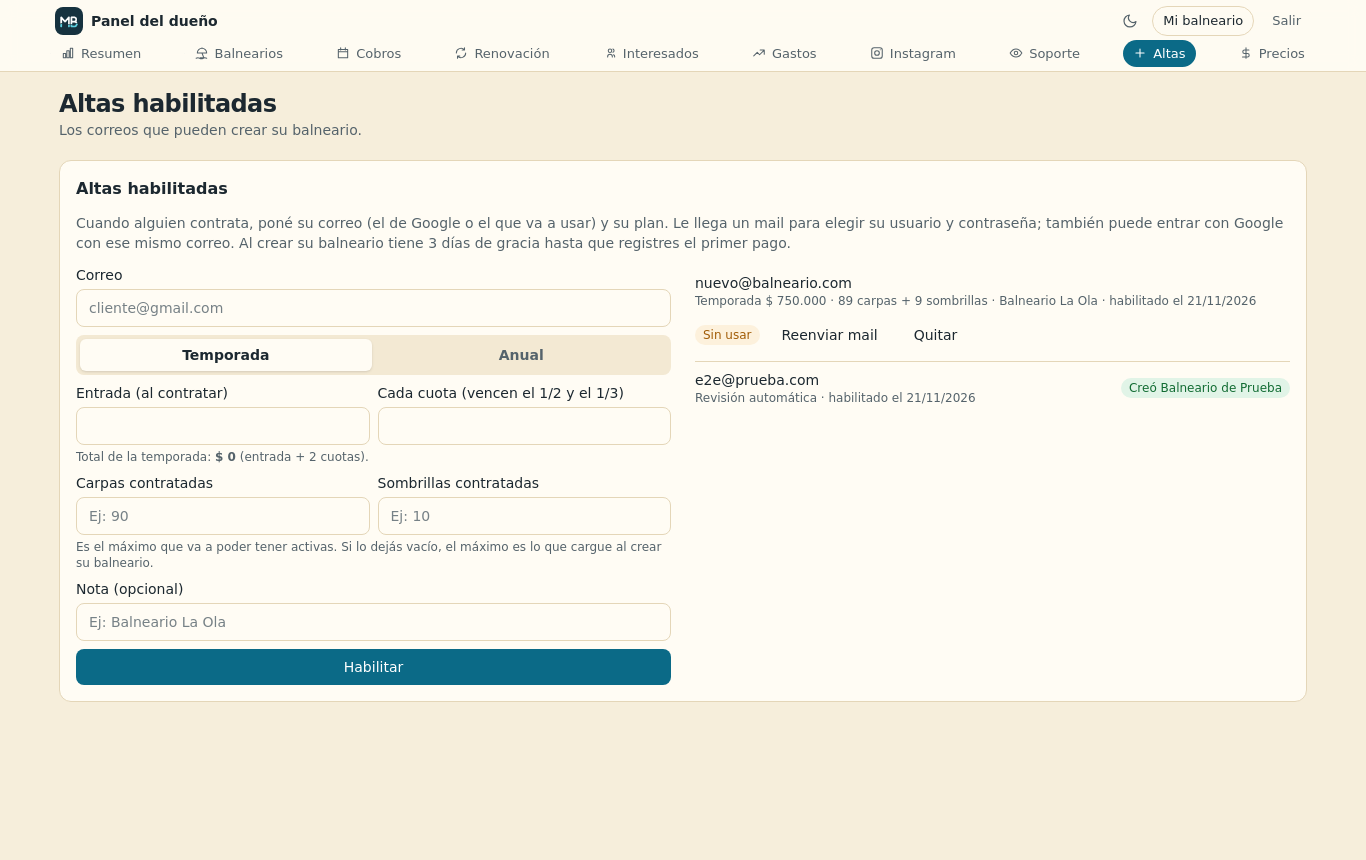 MB
Panel del dueño
Mi balneario
Salir
Resumen
Balnearios
Cobros
Renovación
Interesados
Gastos
Instagram
Soporte
Altas
Precios
Altas habilitadas
Los correos que pueden crear su balneario.
Altas habilitadas
Cuando alguien contrata, poné su correo (el de Google o el que va a usar) y su plan. Le llega un mail para elegir su usuario y contraseña; también puede entrar con Google
con ese mismo correo. Al crear su balneario tiene 3 días de gracia hasta que registres el primer pago.
Correo
cliente@gmail.com
Temporada
Anual
Entrada (al contratar)
Cada cuota (vencen el 1/2 y el 1/3)
Total de la temporada: $ 0 (entrada + 2 cuotas).
Carpas contratadas
Sombrillas contratadas
Ej: 90
Ej: 10
Es el máximo que va a poder tener activas. Si lo dejás vacío, el máximo es lo que cargue al crear
su balneario.
Nota (opcional)
Ej: Balneario La Ola
Habilitar
nuevo@balneario.com
Temporada $ 750.000 · 89 carpas + 9 sombrillas · Balneario La Ola · habilitado el 21/11/2026
Sin usar
Reenviar mail
Quitar
e2e@prueba.com
Revisión automática · habilitado el 21/11/2026
Creó Balneario de Prueba